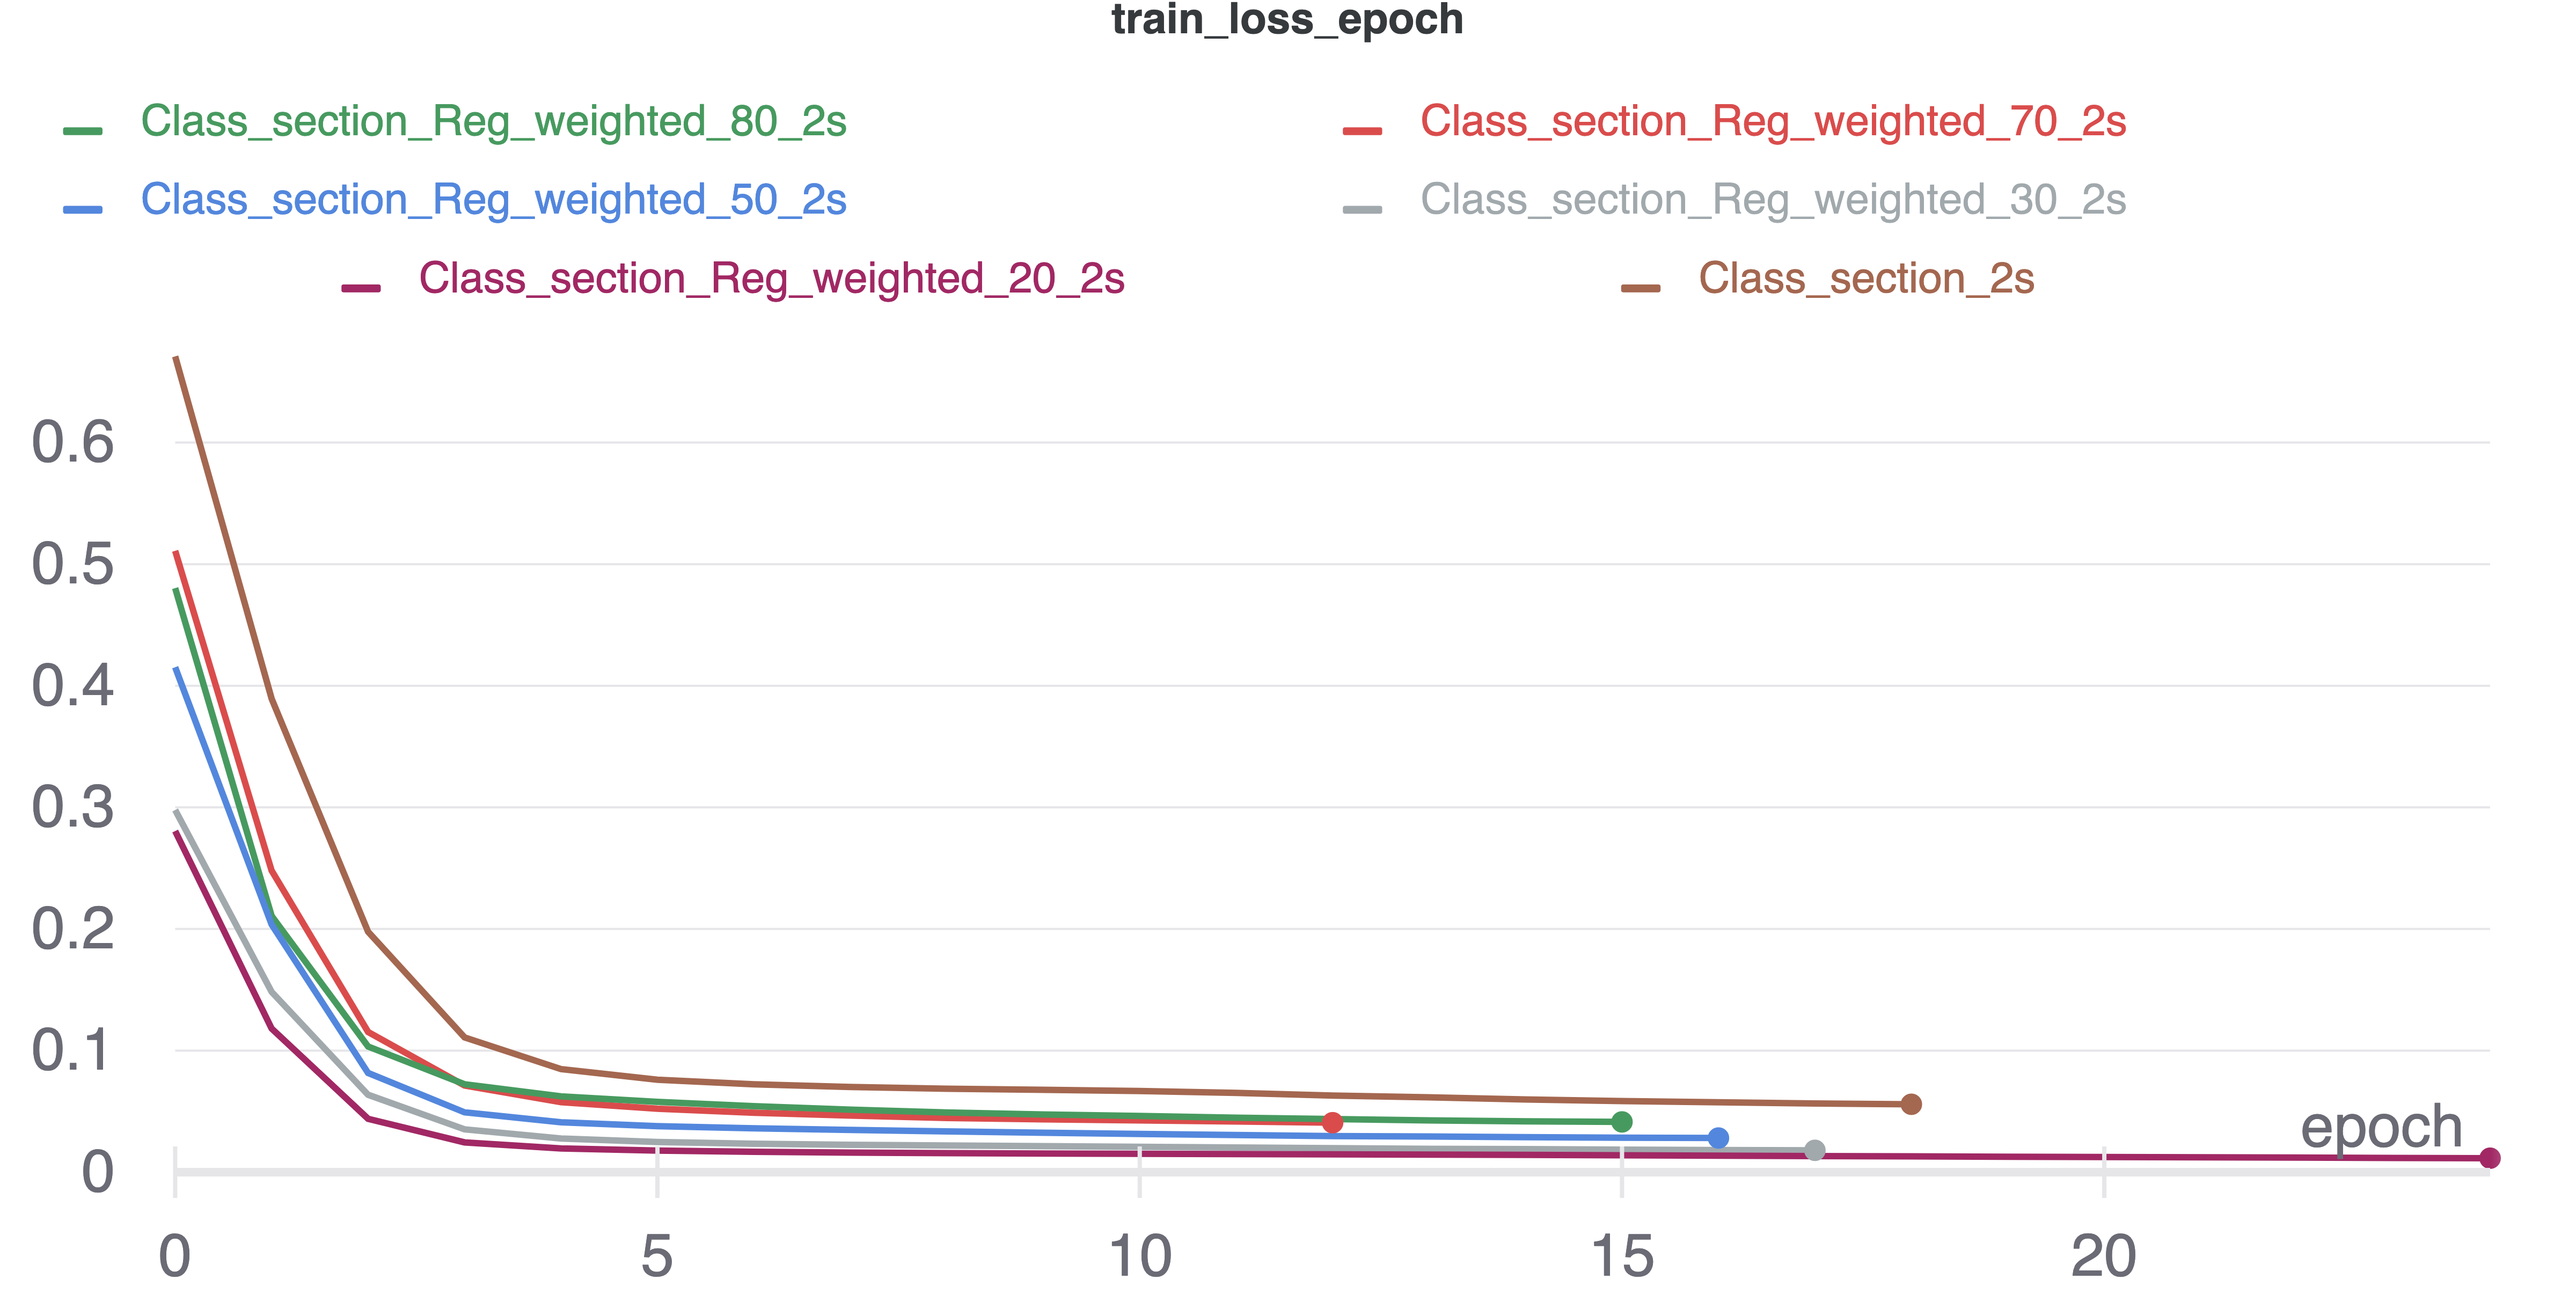 train_loss_epoch
Class_section_Reg_weighted_80_2s
Class_section_Reg_weighted_70_2s
Class_section_Reg_weighted_50_2s
Class_section_Reg_weighted_30_2s
Class_section_Reg_weighted_20_2s
Class_section_2s
0.6
0.5
0.4
0.3
0.2
0.1
0
epoch
0 5 10 15 20